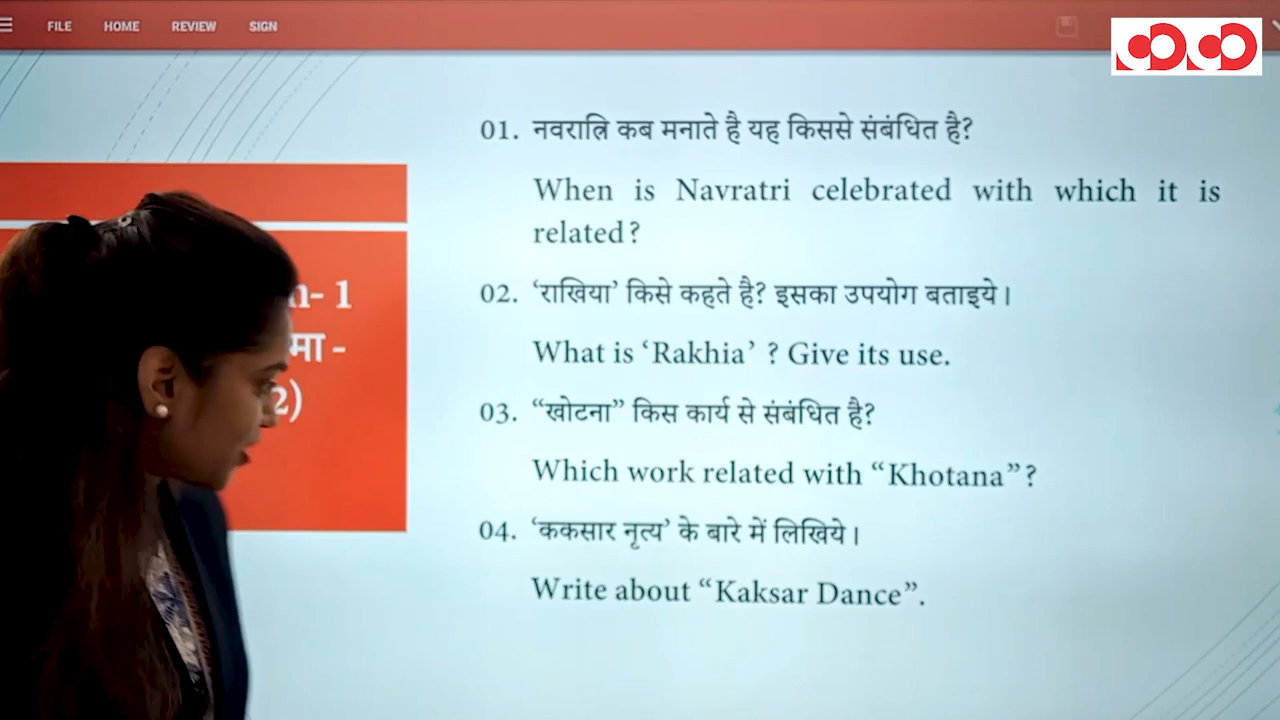 FILE HOME REVIEW SIGN
n- 1
मा -
2)
01. नवरात्रि कब मनाते है यह किससे संबंधित है?
When is Navratri celebrated with which it is
related?
02. ‘राखिया’ किसे कहते है? इसका उपयोग बताइये।
What is ‘Rakhia’ ? Give its use.
03. “खोटना” किस कार्य से संबंधित है?
Which work related with “Khotana”?
04. ‘ककसार नृत्य’ के बारे में लिखिये।
Write about “Kaksar Dance”.